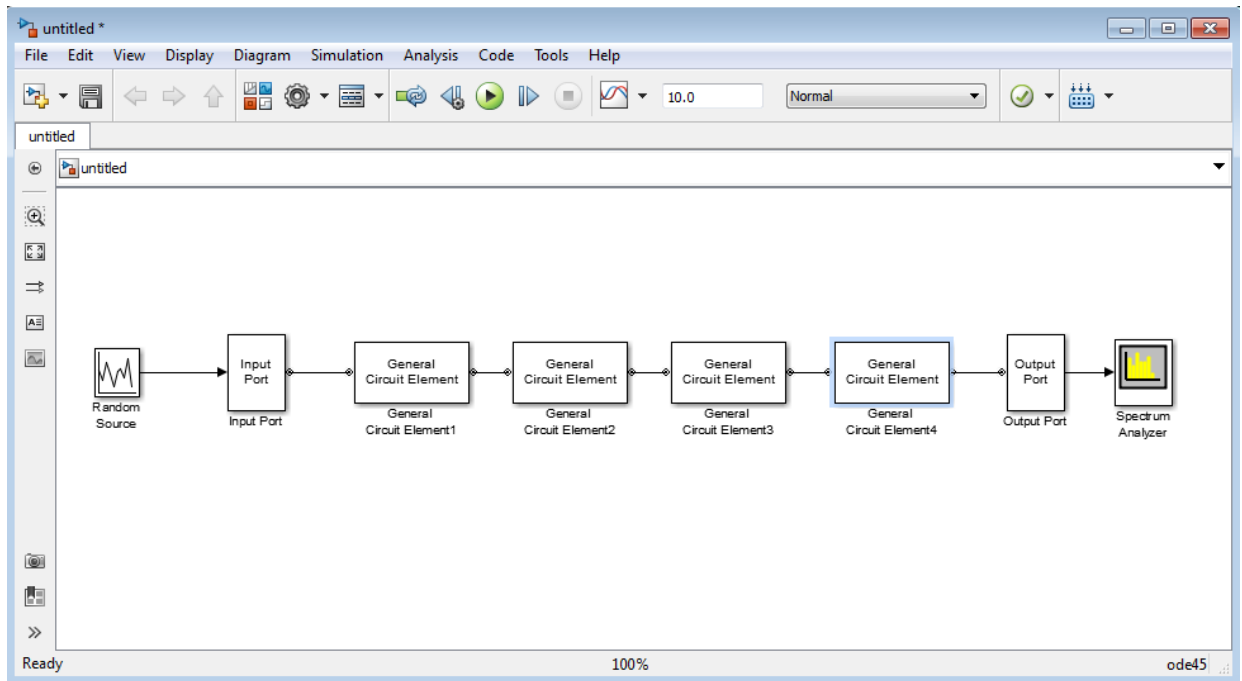 untitled *
File Edit View Display Diagram Simulation Analysis Code Tools Help
10.0 Normal
untitled
untitled
Random
Source
Input
Port
Input Port
General
Circuit Element
General
Circuit Element1
General
Circuit Element
General
Circuit Element2
General
Circuit Element
General
Circuit Element3
General
Circuit Element
General
Circuit Element4
Output
Port
Output Port
Spectrum
Analyzer
Ready 100% ode45